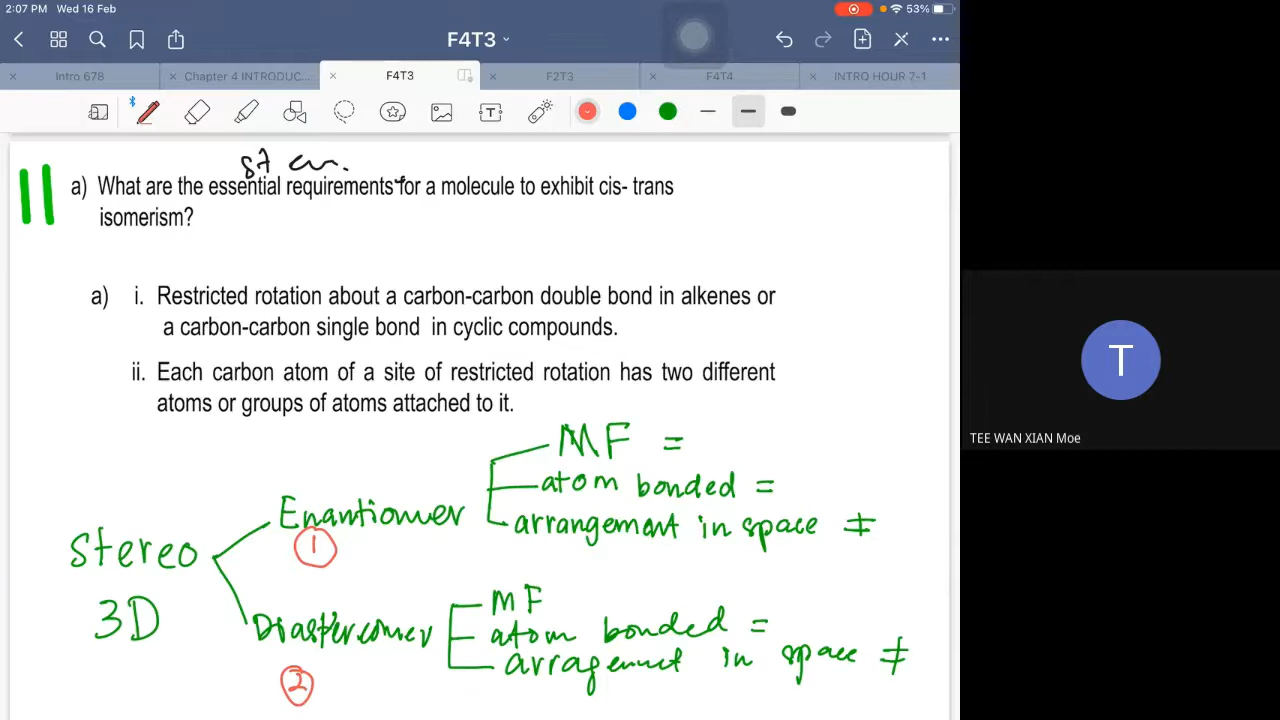 2:07 PM Wed 16 Feb
53%
F4T3
Intro 678
Chapter 4 INTRODUC...
F4T3
F2T3
F4T4
INTRO HOUR 7-1
a) What are the essential requirements for a molecule to exhibit cis- trans
isomerism?
a) i. Restricted rotation about a carbon-carbon double bond in alkenes or
a carbon-carbon single bond in cyclic compounds.
ii. Each carbon atom of a site of restricted rotation has two different
atoms or groups of atoms attached to it.
MF =
atom bonded =
Enantiomer
arrangement in space ≠
1
Stereo
3D
MF
Diastereomer
atom bonded =
arragemnet in space ≠
2
T
TEE WAN XIAN Moe